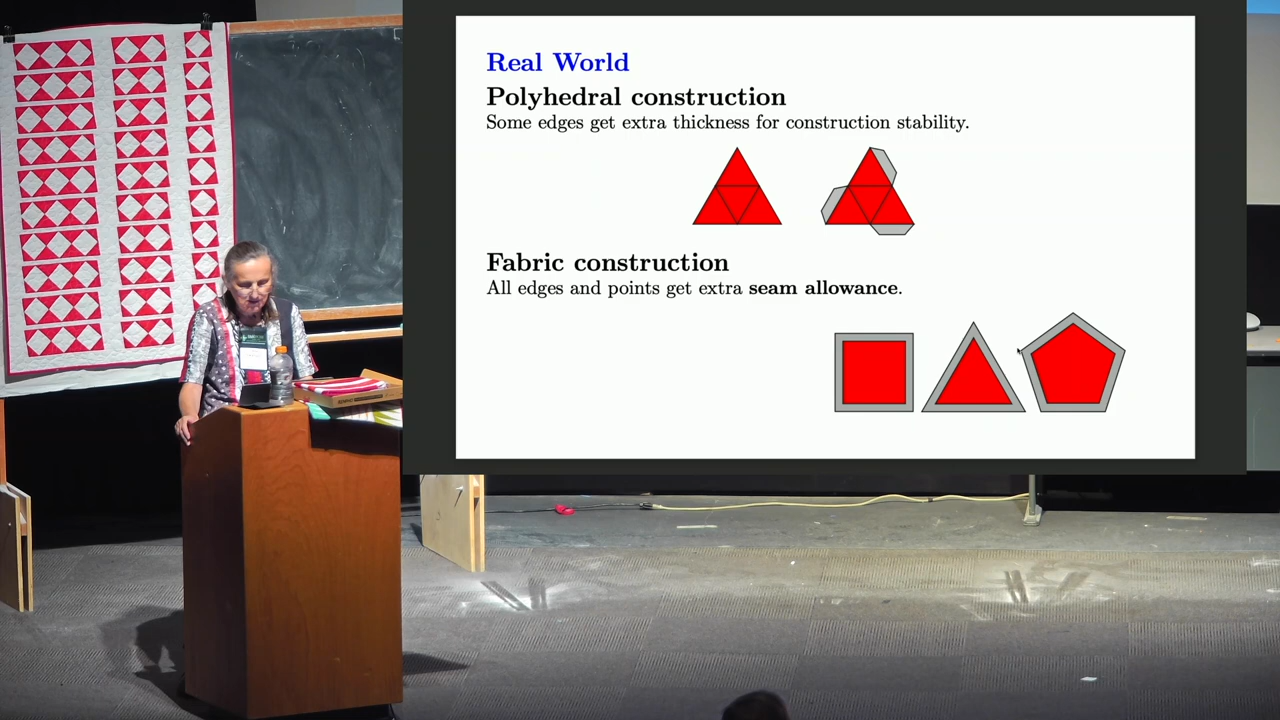 Real World
Polyhedral construction
Some edges get extra thickness for construction stability.
Fabric construction
All edges and points get extra seam allowance.